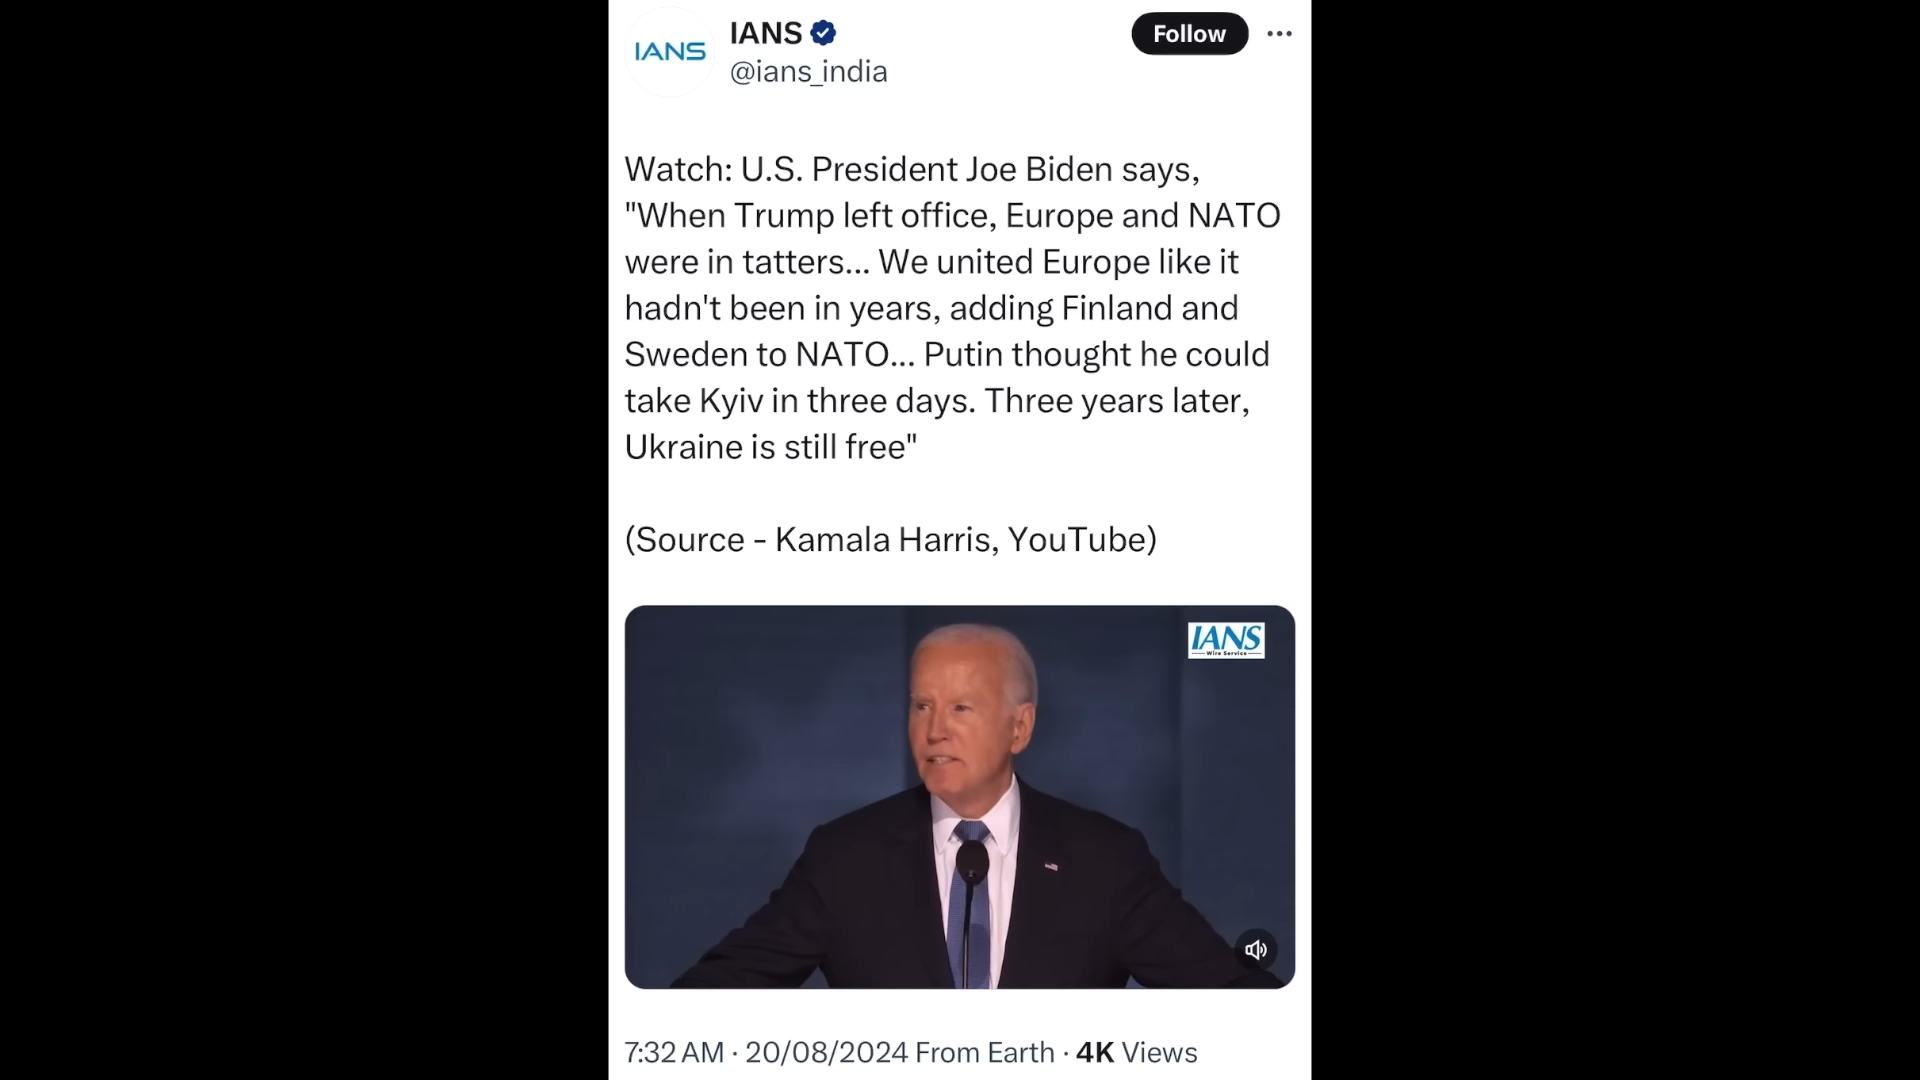 IANS
IANS
Follow
@ians_india
Watch: U.S. President Joe Biden says,
"When Trump left office, Europe and NATO
were in tatters... We united Europe like it
hadn't been in years, adding Finland and
Sweden to NATO... Putin thought he could
take Kyiv in three days. Three years later,
Ukraine is still free"
(Source - Kamala Harris, YouTube)
IANS
Wire Service
7:32 AM · 20/08/2024 From Earth · 4K Views